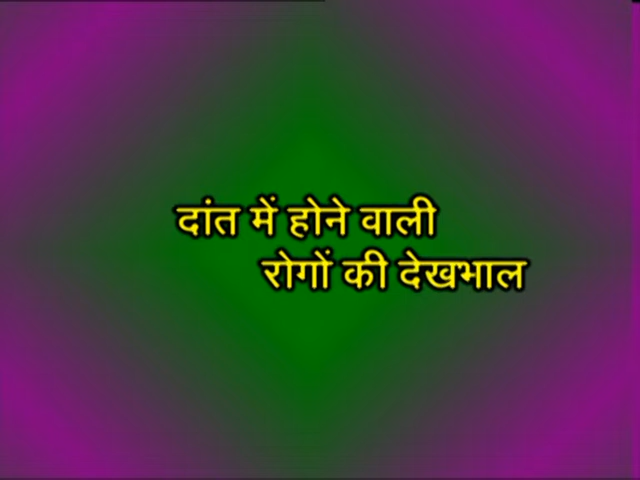 दांत में होने वाली
रोगों की देखभाल